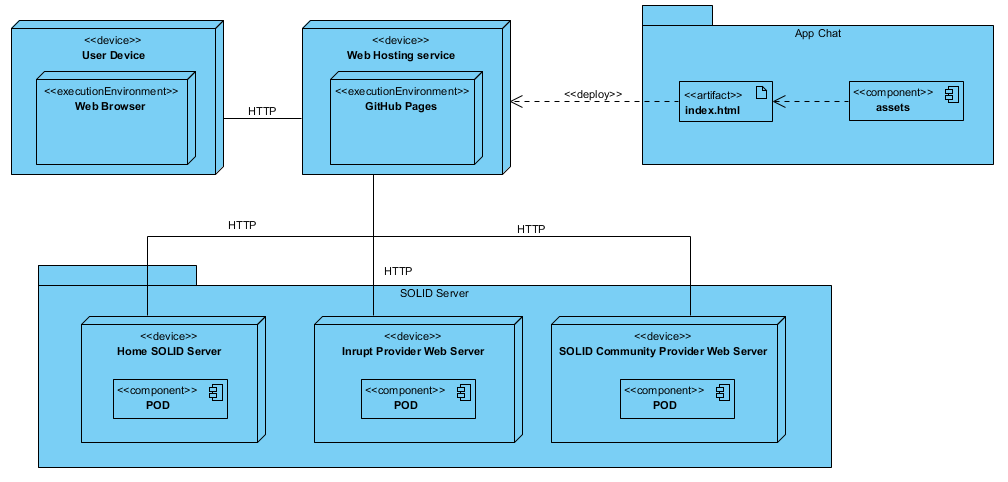 <<device>>
User Device
<<executionEnvironment>>
Web Browser
HTTP
<<device>>
Web Hosting service
<<executionEnvironment>>
GitHub Pages
<<deploy>>
App Chat
<<artifact>>
index.html
<<component>>
assets
HTTP
HTTP
HTTP
SOLID Server
<<device>>
Home SOLID Server
<<component>>
POD
<<device>>
Inrupt Provider Web Server
<<component>>
POD
<<device>>
SOLID Community Provider Web Server
<<component>>
POD